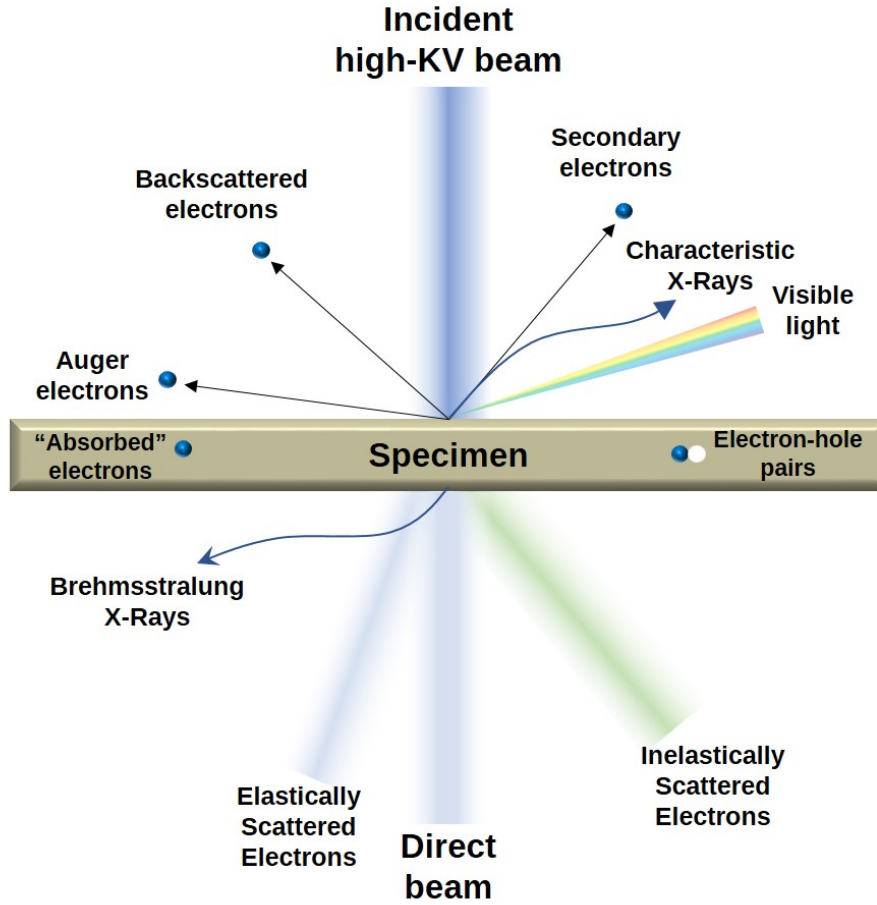 Incident
high-KV beam
Secondary
electrons
Backscattered
electrons
Characteristic
X-Rays
Visible
light
Auger
electrons
“Absorbed”
electrons
Specimen
Electron-hole
pairs
Brehmsstralung
X-Rays
Inelastically
Scattered
Electrons
Elastically
Scattered
Electrons
Direct
beam